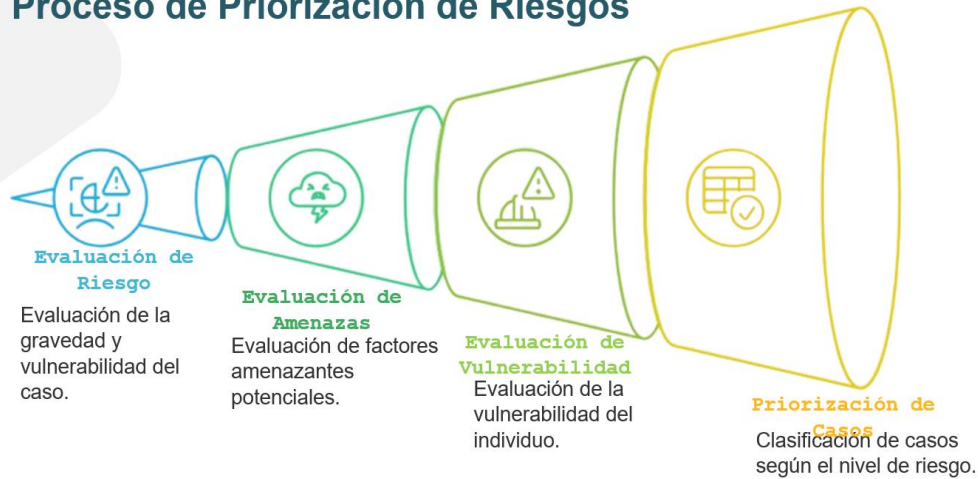 Proceso de Priorización de Riesgos
Evaluación de
Riesgo
Evaluación de la
gravedad y
vulnerabilidad del
caso.
Evaluación de
Amenazas
Evaluación de factores
amenazantes
potenciales.
Evaluación de
Vulnerabilidad
Evaluación de la
vulnerabilidad del
individuo.
Priorización de
Casos
Clasificación de casos
según el nivel de riesgo.